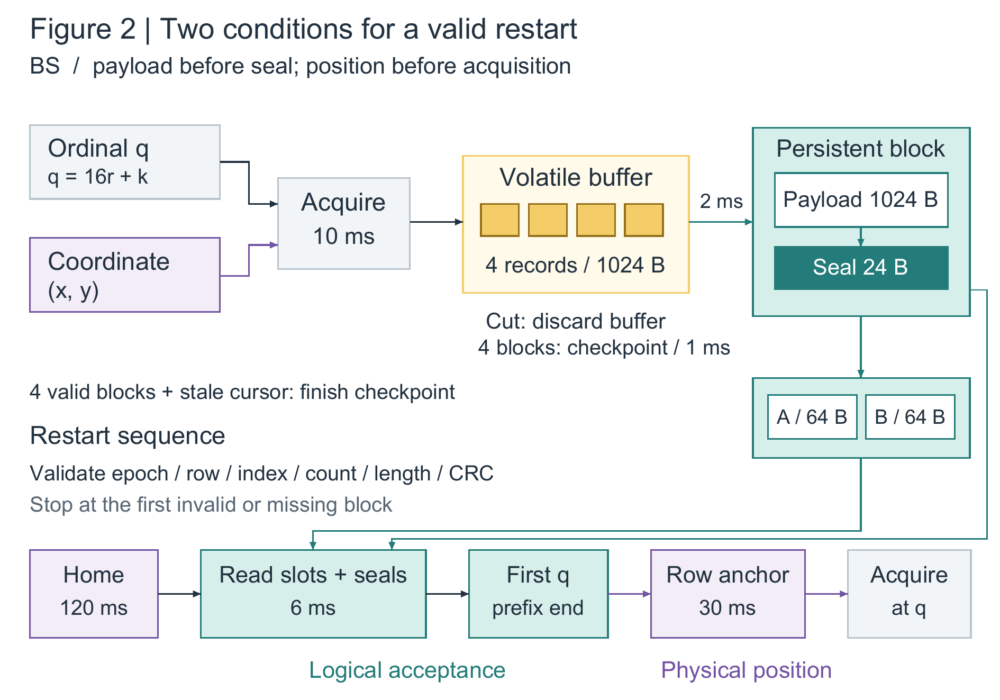 Figure 2 | Two conditions for a valid restart
BS / payload before seal; position before acquisition
Ordinal q
q = 16r + k
Coordinate
(x, y)
Acquire
10 ms
Volatile buffer
4 records / 1024 B
2 ms
Persistent block
Payload 1024 B
Seal 24 B
Cut: discard buffer
4 blocks: checkpoint / 1 ms
A / 64 B
B / 64 B
4 valid blocks + stale cursor: finish checkpoint
Restart sequence
Validate epoch / row / index / count / length / CRC
Stop at the first invalid or missing block
Home
120 ms
Read slots + seals
6 ms
First q
prefix end
Row anchor
30 ms
Acquire
at q
Logical acceptance
Physical position